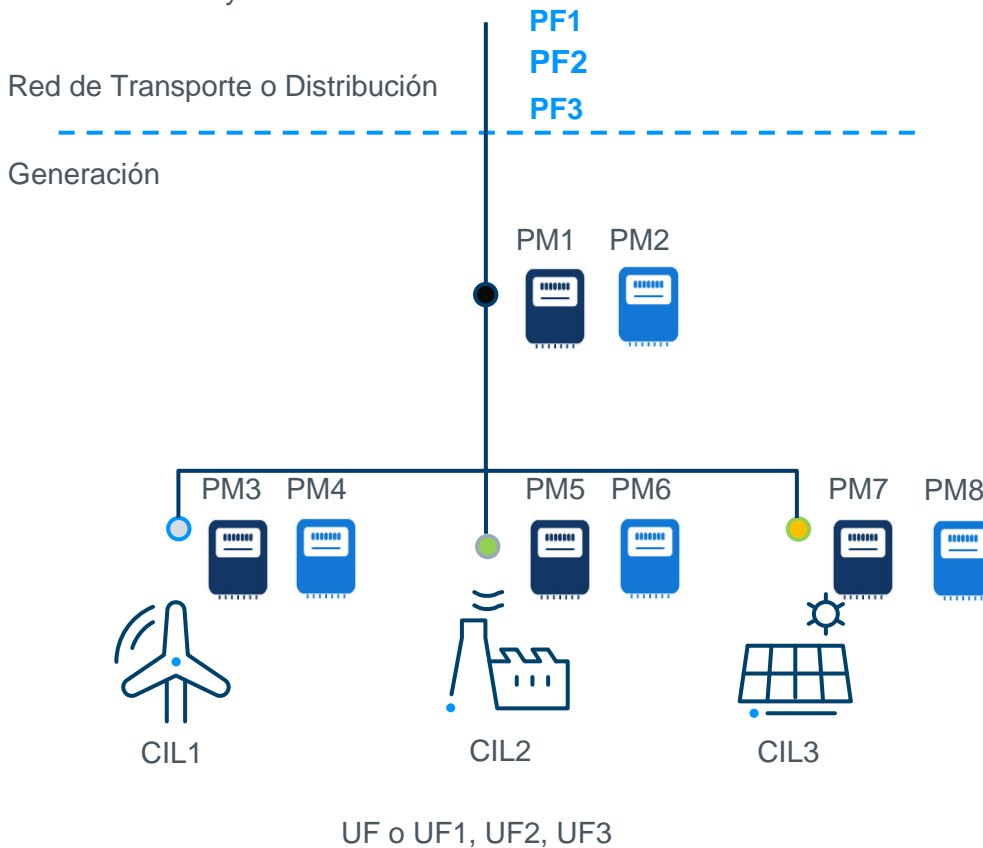 PF1
PF2
Red de Transporte o Distribución
PF3
Generación
PM1 PM2
PM3 PM4 PM5 PM6 PM7 PM8
CIL1 CIL2 CIL3
UF o UF1, UF2, UF3